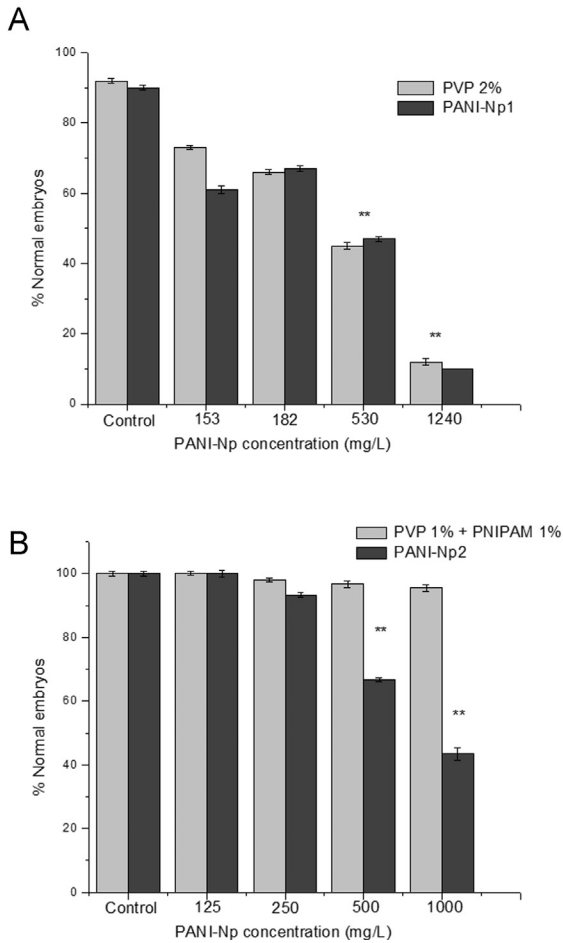 A
100
80
60
40
20
0
% Normal embryos
PVP 2%
PANI-Np1
**
**
Control 153 182 530 1240
PANI-Np concentration (mg/L)
B
PVP 1% + PNIPAM 1%
PANI-Np2
100
80
60
40
20
0
% Normal embryos
**
**
Control 125 250 500 1000
PANI-Np concentration (mg/L)